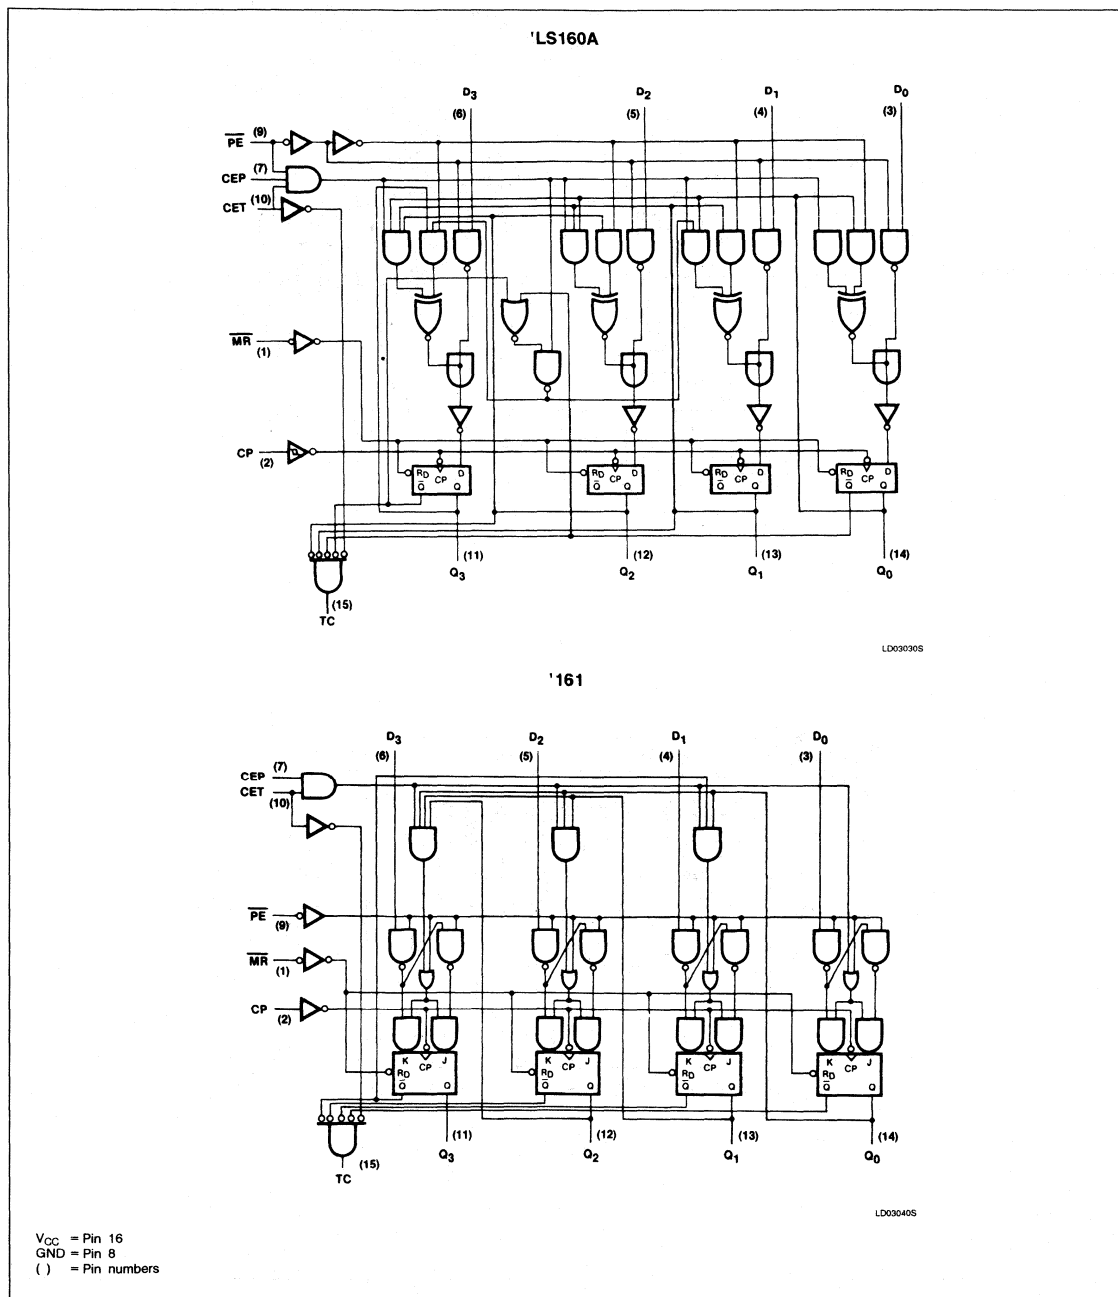 'LS160A
D3 D2 D1 D0
(6) (5) (4) (3)
PE (9)
CEP (7)
CET (10)
MR (1)
CP (2)
RD CP D Q Q
RD CP D Q Q
RD CP D Q Q
RD CP D Q Q
(11) (12) (13) (14)
Q3 Q2 Q1 Q0
(15)
TC
LD03030S
'161
D3 D2 D1 D0
(6) (5) (4) (3)
CEP (7)
CET (10)
PE (9)
MR (1)
CP (2)
K J RD CP Q Q
K J RD CP Q Q
K J RD CP Q Q
K J RD CP Q Q
(11) (12) (13) (14)
Q3 Q2 Q1 Q0
(15)
TC
LD03040S
VCC = Pin 16
GND = Pin 8
( ) = Pin numbers